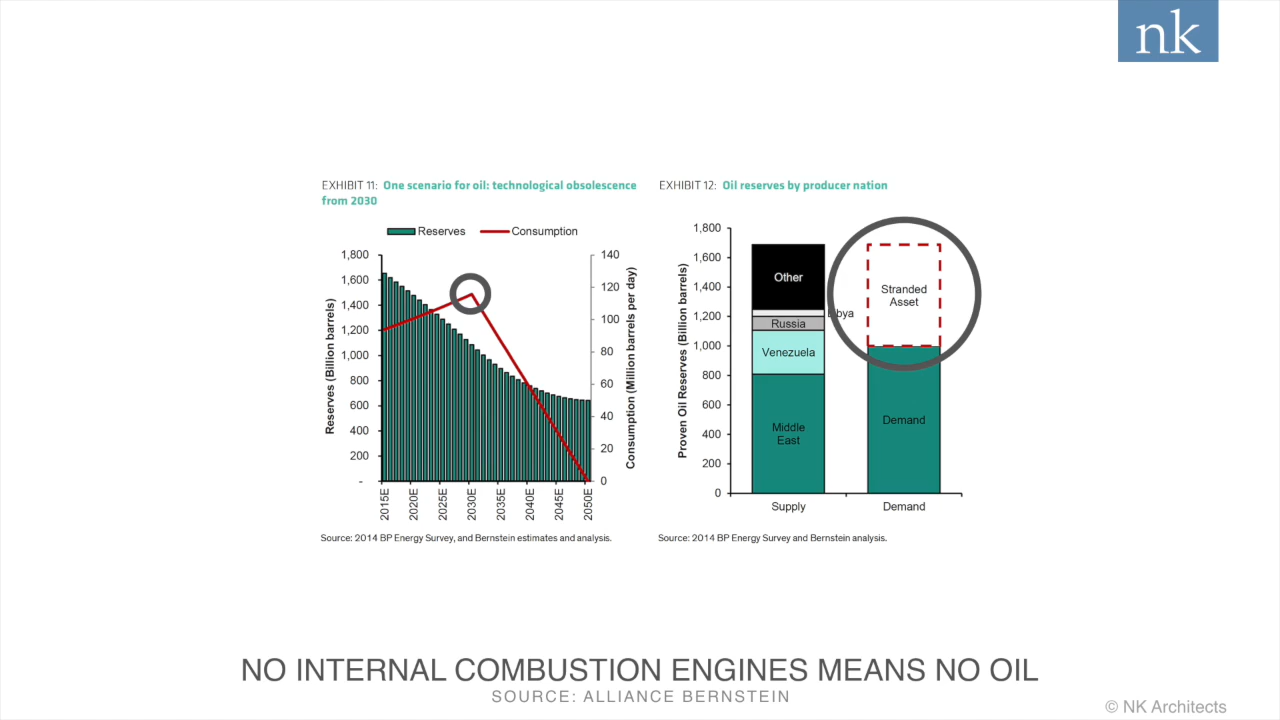 nk
EXHIBIT 11: One scenario for oil: technological obsolescence
from 2030
Reserves
Consumption
1,800
1,600
1,400
1,200
1,000
800
600
400
200
-
Reserves (Billion barrels)
140
120
100
80
60
40
20
0
Consumption (Million barrels per day)
2015E
2020E
2025E
2030E
2035E
2040E
2045E
2050E
Source: 2014 BP Energy Survey, and Bernstein estimates and analysis.
EXHIBIT 12: Oil reserves by producer nation
1,800
1,600
1,400
1,200
1,000
800
600
400
200
0
Proven Oil Reserves (Billion barrels)
Other
Libya
Russia
Venezuela
Middle
East
Stranded
Asset
Demand
Supply
Demand
Source: 2014 BP Energy Survey and Bernstein analysis.
NO INTERNAL COMBUSTION ENGINES MEANS NO OIL
SOURCE: ALLIANCE BERNSTEIN
© NK Architects